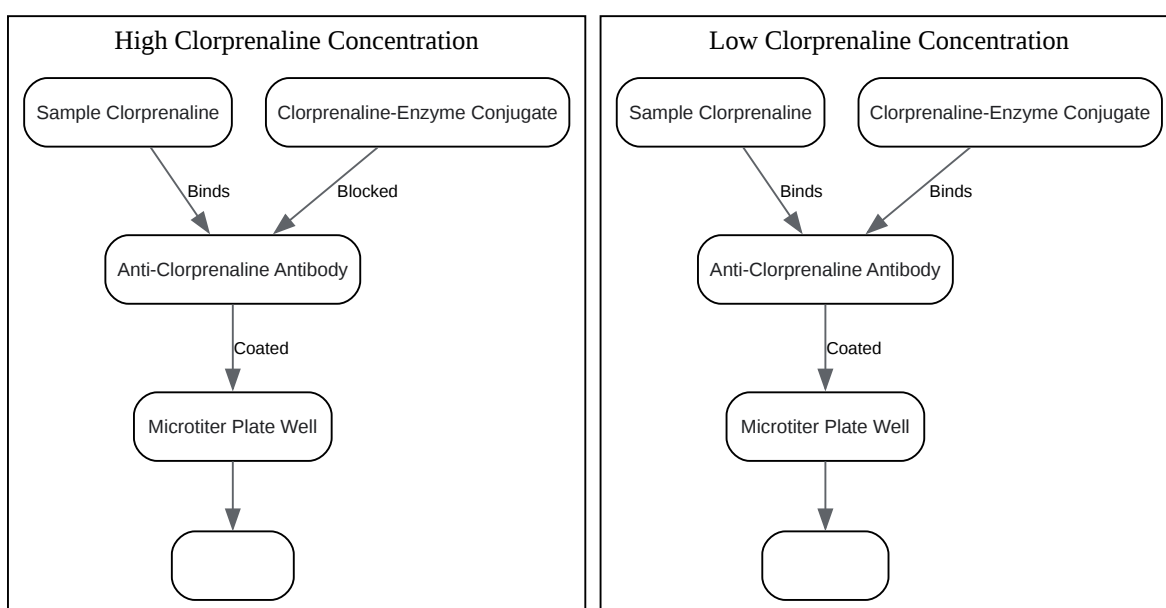 High Clorprenaline Concentration
Sample Clorprenaline
Clorprenaline-Enzyme Conjugate
Binds
Blocked
Anti-Clorprenaline Antibody
Coated
Microtiter Plate Well
Low Clorprenaline Concentration
Sample Clorprenaline
Clorprenaline-Enzyme Conjugate
Binds
Binds
Anti-Clorprenaline Antibody
Coated
Microtiter Plate Well